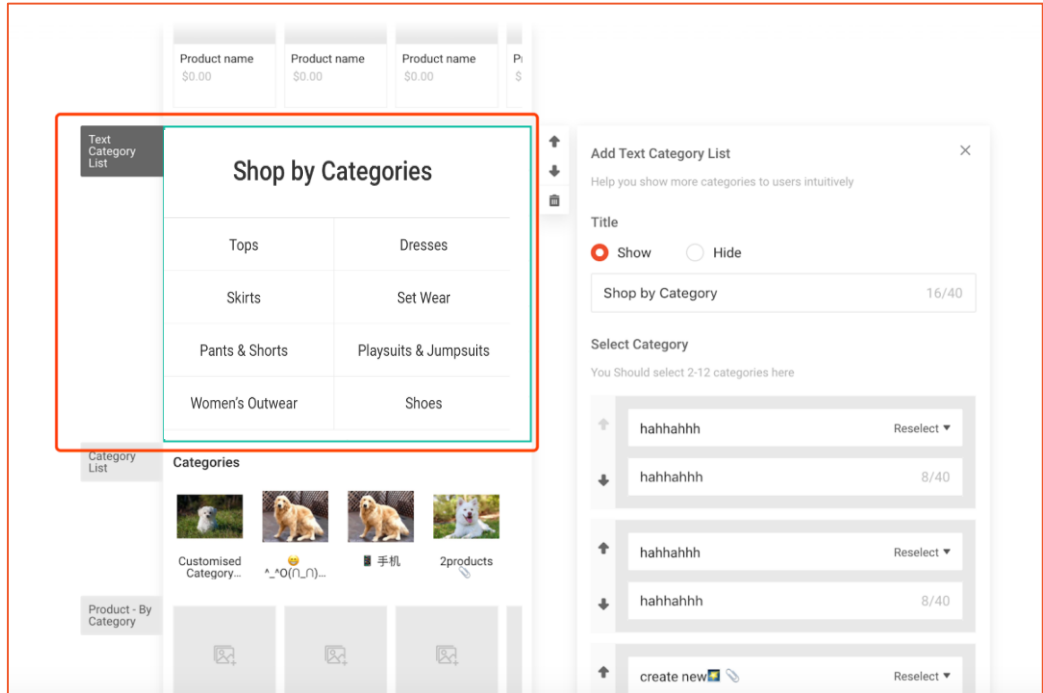 Product name
Product name
Product name
$0.00
$0.00
$0.00
$
Text
Category
List
Shop by Categories
Tops
Dresses
Skirts
Set Wear
Pants & Shorts
Playsuits & Jumpsuits
Women's Outwear
Shoes
Category
List
Categories
Customised
Category...
😊
^_^O(∩_∩)...
📱 手机
2products
📎
Product - By
Category
Add Text Category List
Help you show more categories to users intuitively
Title
Show
Hide
Shop by Category
16/40
Select Category
You Should select 2-12 categories here
hahhahhh
Reselect ▼
hahhahhh
8/40
hahhahhh
Reselect ▼
hahhahhh
8/40
create new🌠 📎
Reselect ▼